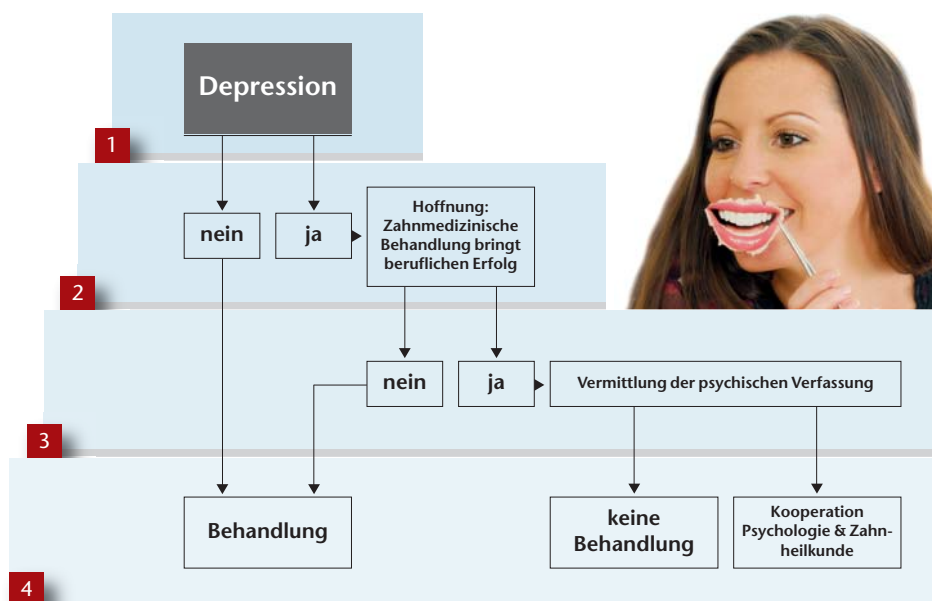 Depression
1
nein
ja
Hoffnung:
Zahnmedizinische
Behandlung bringt
beruflichen Erfolg
2
nein
ja
Vermittlung der psychischen Verfassung
3
Behandlung
keine
Behandlung
Kooperation
Psychologie & Zahn-
heilkunde
4